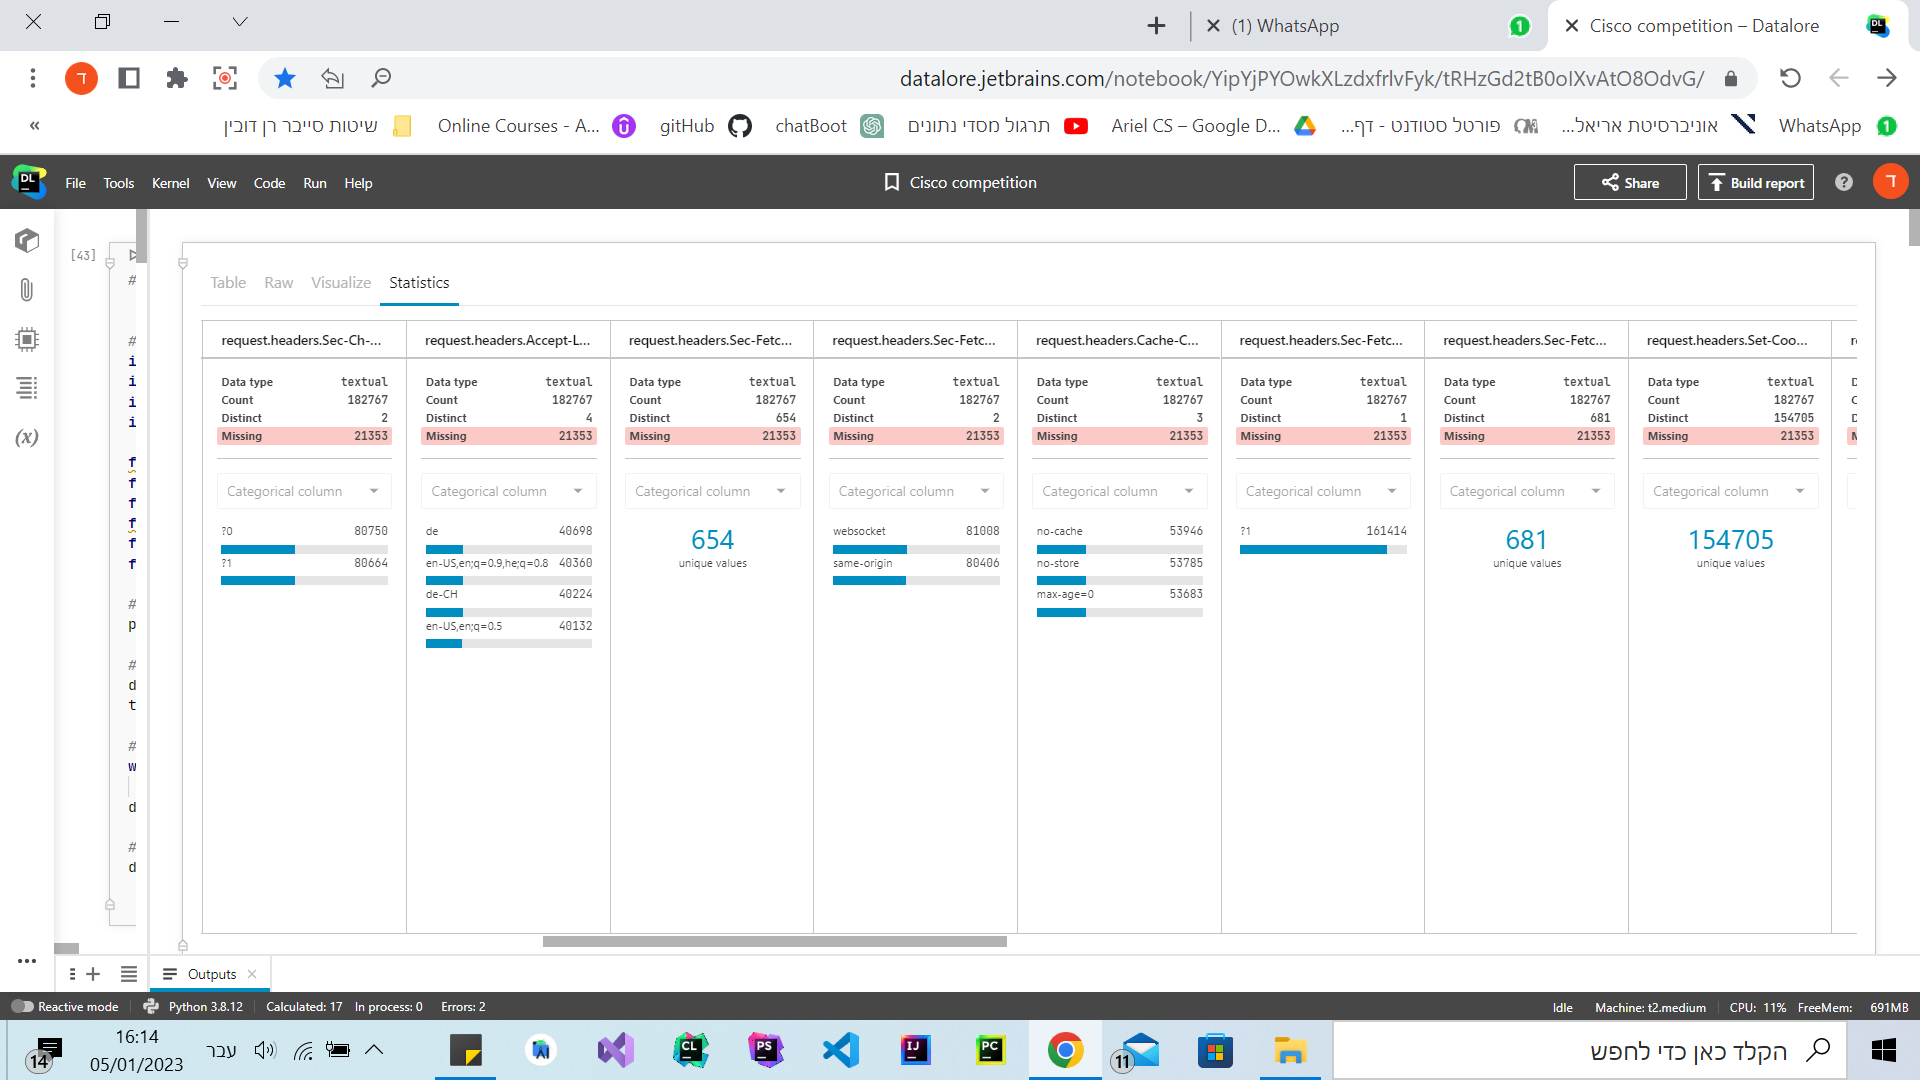 (1) WhatsApp
Cisco competition – Datalore
datalore.jetbrains.com/notebook/YipYjPYOwkXLzdxfrlvFyk/tRHzGd2tB0oIXvAtO8OdvG/
ד
« שיטות סייבר רן דובין Online Courses - A... gitHub chatBoot תרגול מסדי נתונים Ariel CS – Google D... פורטל סטודנט - דף... אוניברסיטת אריאל... WhatsApp
DL File Tools Kernel View Code Run Help Cisco competition Share Build report ? ד
[43]
Table Raw Visualize Statistics
request.headers.Sec-Ch-... request.headers.Accept-L... request.headers.Sec-Fetc... request.headers.Sec-Fetc... request.headers.Cache-C... request.headers.Sec-Fetc... request.headers.Sec-Fetc... request.headers.Set-Coo...
Data type textual Data type textual Data type textual Data type textual Data type textual Data type textual Data type textual Data type textual
Count 182767 Count 182767 Count 182767 Count 182767 Count 182767 Count 182767 Count 182767 Count 182767
Distinct 2 Distinct 4 Distinct 654 Distinct 2 Distinct 3 Distinct 1 Distinct 681 Distinct 154705
Missing 21353 Missing 21353 Missing 21353 Missing 21353 Missing 21353 Missing 21353 Missing 21353 Missing 21353
Categorical column Categorical column Categorical column Categorical column Categorical column Categorical column Categorical column Categorical column
?0 80750 de 40698 654 websocket 81008 no-cache 53946 ?1 161414 681 154705
?1 80664 en-US,en;q=0.9,he;q=0.8 40360 unique values same-origin 80406 no-store 53785 unique values unique values
de-CH 40224 max-age=0 53683
en-US,en;q=0.5 40132
(x)
Outputs
Reactive mode Python 3.8.12 Calculated: 17 In process: 0 Errors: 2 Idle Machine: t2.medium CPU: 11% FreeMem: 691MB
14 16:14 עבר CL PS IJ PC 11 הקלד כאן כדי לחפש
05/01/2023